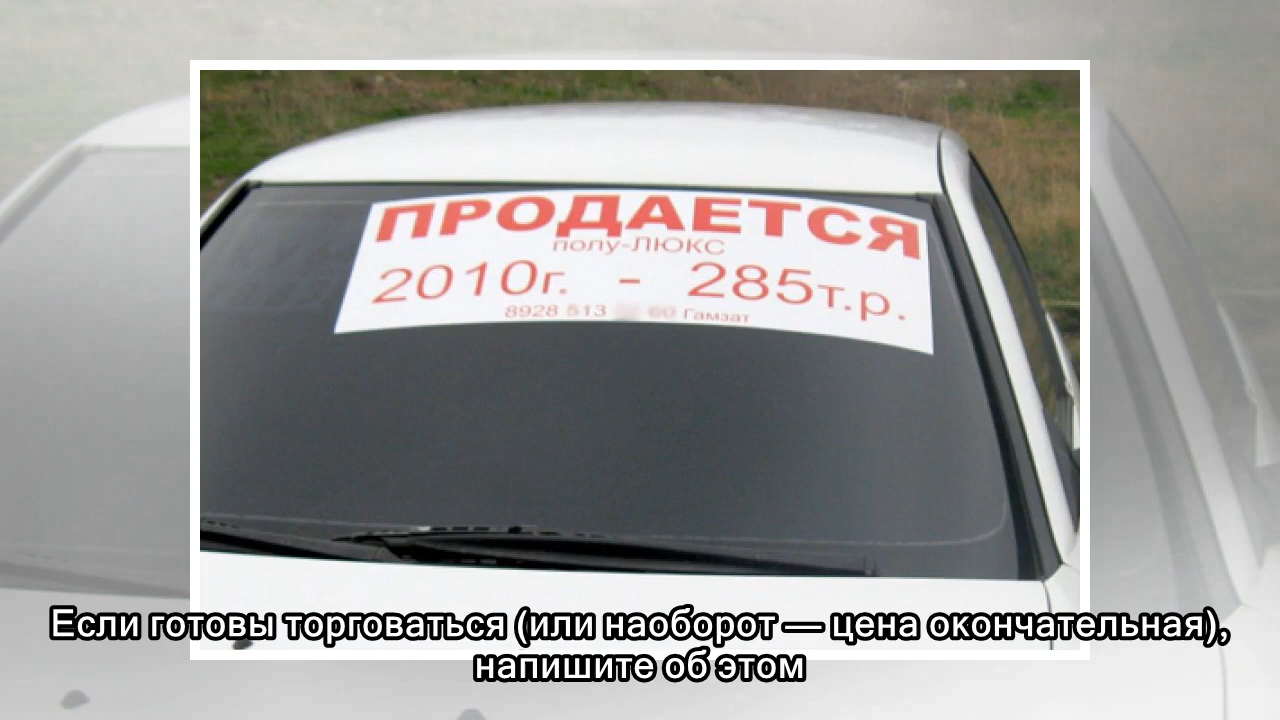 ПРОДАЕТСЯ
полу-ЛЮКС
2010г. - 285т.р.
8928 513 60 Гамзат
Если готовы торговаться (или наоборот — цена окончательная),
напишите об этом